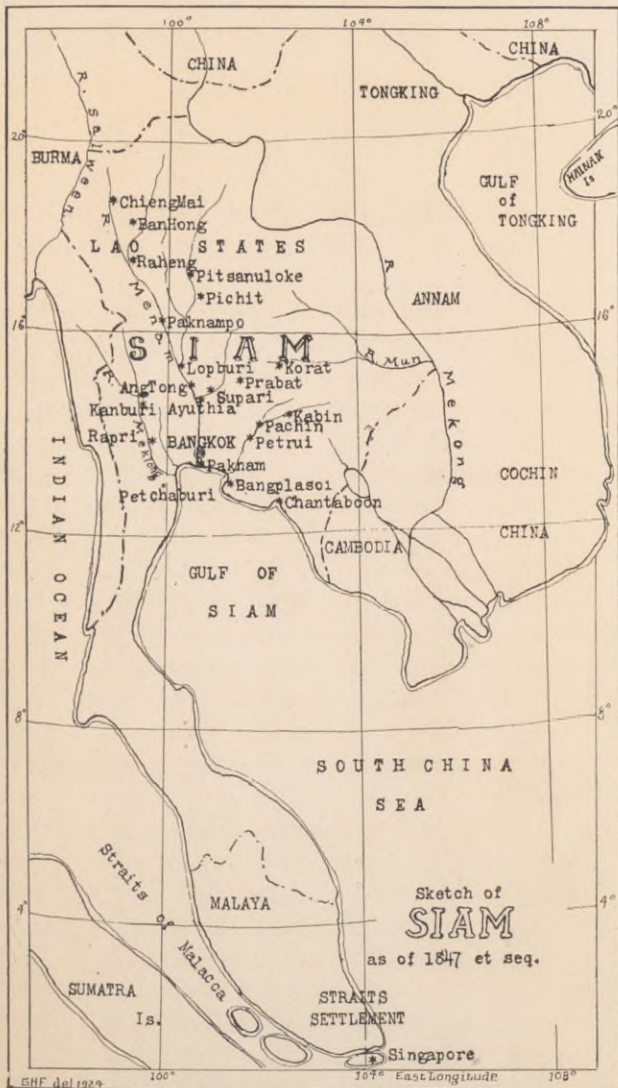 100°
104°
108°
CHINA
CHINA
TONGKING
R. Salween
20°
20°
BURMA
HAINAN
Is
GULF
of
TONGKING
ChiengMai
BanHong
LAO STATES
Raheng
Pitsanuloke
R. Menam
Pichit
ANNAM
16°
16°
Paknampo
SIAM
R. Mun
R. Mekong
Lopburi
Korat
AngTong
Prabat
Supari
Kanburi
Ayuthia
Kabin
Pachin
Rapri
BANGKOK
Petrui
R. Meklong
Paknam
Petchaburi
Bangplasoi
Chantaboon
COCHIN
CHINA
12°
12°
CAMBODIA
INDIAN OCEAN
GULF OF
SIAM
8°
8°
SOUTH CHINA
SEA
Straits of Malacca
MALAYA
4°
4°
Sketch of
SIAM
as of 1847 et seq.
SUMATRA
Is.
STRAITS
SETTLEMENT
Singapore
GHF del 1924
100°
104°
East Longitude
108°